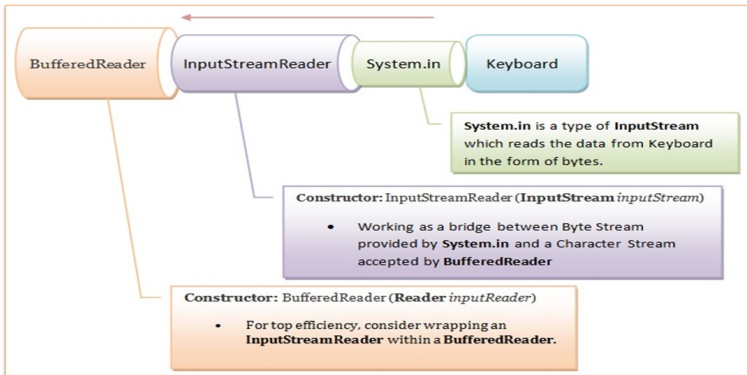 BufferedReader InputStreamReader System.in Keyboard
System.in is a type of InputStream
which reads the data from Keyboard
in the form of bytes.
Constructor: InputStreamReader(InputStream inputStream)
• Working as a bridge between Byte Stream
provided by System.in and a Character Stream
accepted by BufferedReader
Constructor: BufferedReader(Reader inputReader)
• For top efficiency, consider wrapping an
InputStreamReader within a BufferedReader.